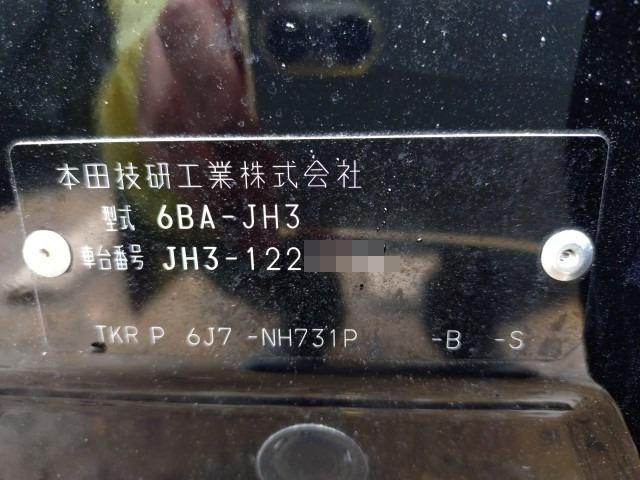 本田技研工業株式会社
型式 6BA-JH3
車台番号 JH3-122
TKR P 6J7 -NH731P -B -S